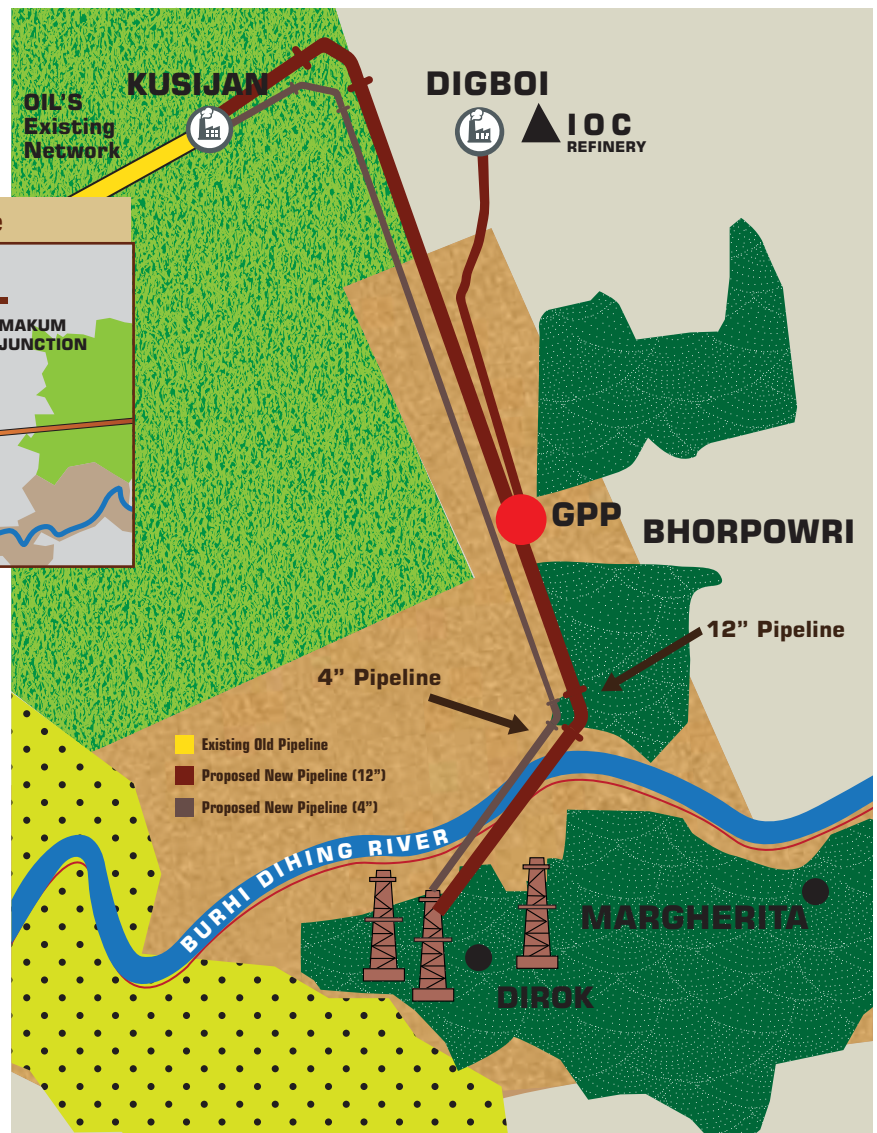 KUSIJAN
DIGBOI
OIL'S
Existing
Network
IOC
REFINERY
MAKUM
JUNCTION
GPP
BHORPOWRI
12” Pipeline
4” Pipeline
Existing Old Pipeline
Proposed New Pipeline (12”)
Proposed New Pipeline (4”)
BURHI DIHING RIVER
MARGHERITA
DIROK